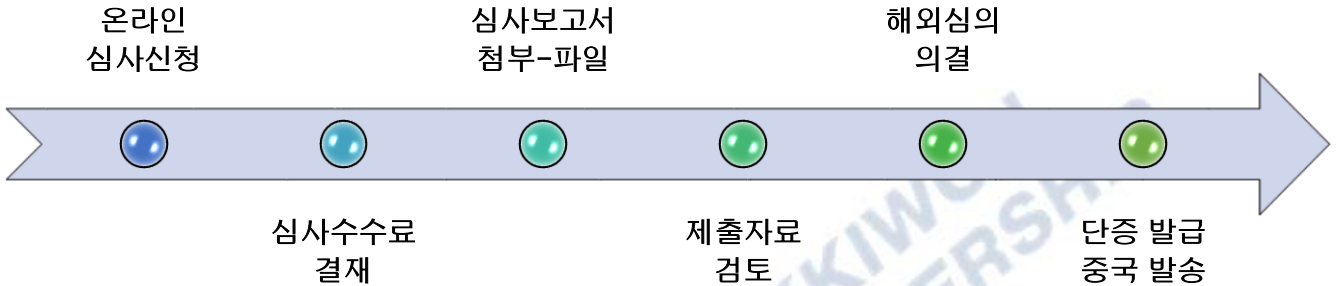 온라인
심사신청
심사수수료
결재
심사보고서
첨부-파일
제출자료
검토
해외심의
의결
단증 발급
중국 발송